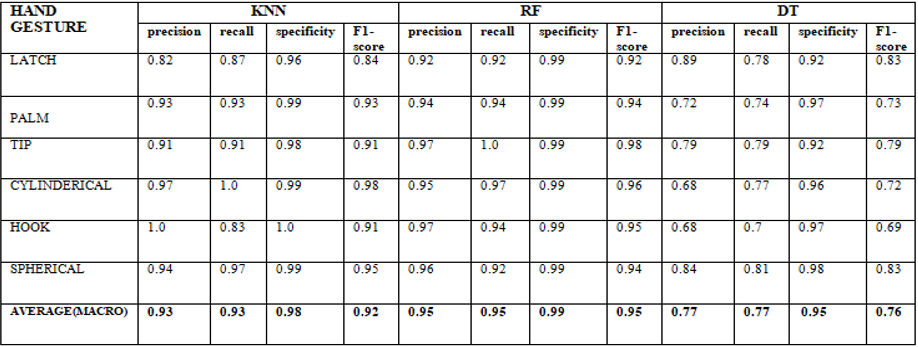 HAND GESTURE KNN RF DT
precision recall specificity F1-score precision recall specificity F1-score precision recall specificity F1-score
LATCH 0.82 0.87 0.96 0.84 0.92 0.92 0.99 0.92 0.89 0.78 0.92 0.83
PALM 0.93 0.93 0.99 0.93 0.94 0.94 0.99 0.94 0.72 0.74 0.97 0.73
TIP 0.91 0.91 0.98 0.91 0.97 1.0 0.99 0.98 0.79 0.79 0.92 0.79
CYLINDERICAL 0.97 1.0 0.99 0.98 0.95 0.97 0.99 0.96 0.68 0.77 0.96 0.72
HOOK 1.0 0.83 1.0 0.91 0.97 0.94 0.99 0.95 0.68 0.7 0.97 0.69
SPHERICAL 0.94 0.97 0.99 0.95 0.96 0.92 0.99 0.94 0.84 0.81 0.98 0.83
AVERAGE(MACRO) 0.93 0.93 0.98 0.92 0.95 0.95 0.99 0.95 0.77 0.77 0.95 0.76